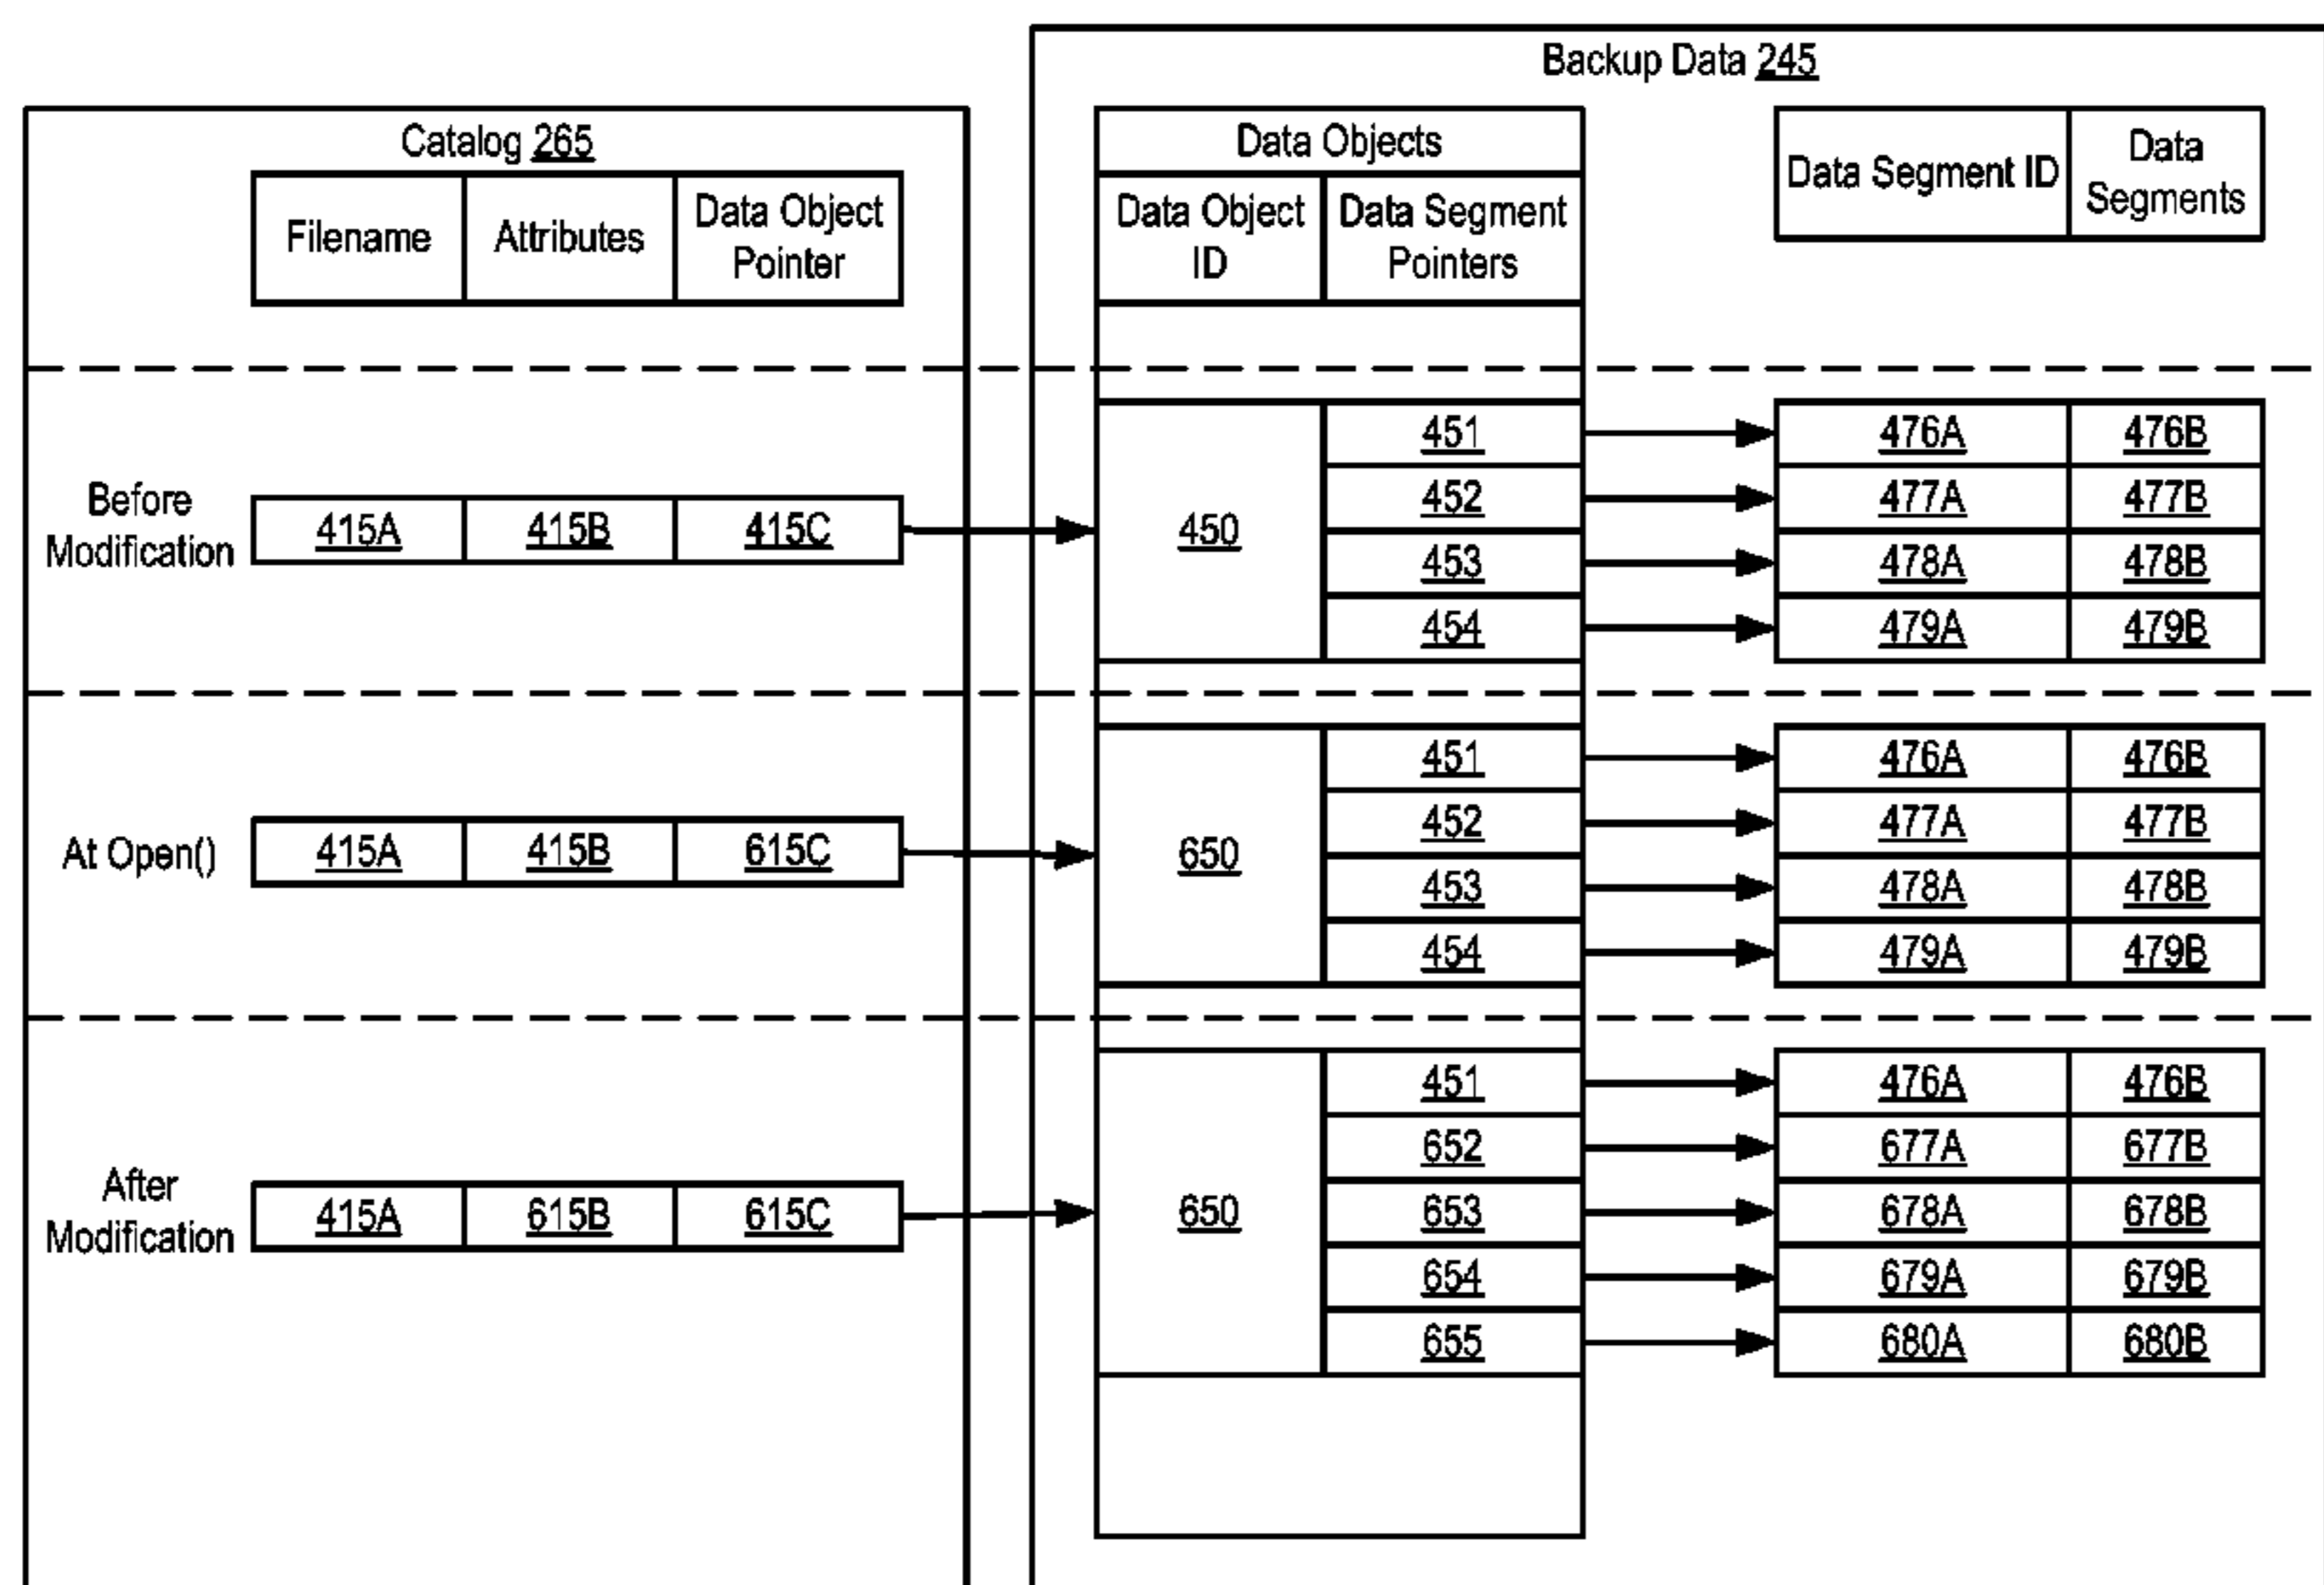 Backup Data 245
Catalog 265
Filename Attributes Data Object Pointer
Data Objects
Data Object ID Data Segment Pointers
Data Segment ID Data Segments
Before Modification
415A 415B 415C
450
451 476A 476B
452 477A 477B
453 478A 478B
454 479A 479B
At Open()
415A 415B 615C
650
451 476A 476B
452 477A 477B
453 478A 478B
454 479A 479B
After Modification
415A 615B 615C
650
451 476A 476B
652 677A 677B
653 678A 678B
654 679A 679B
655 680A 680B